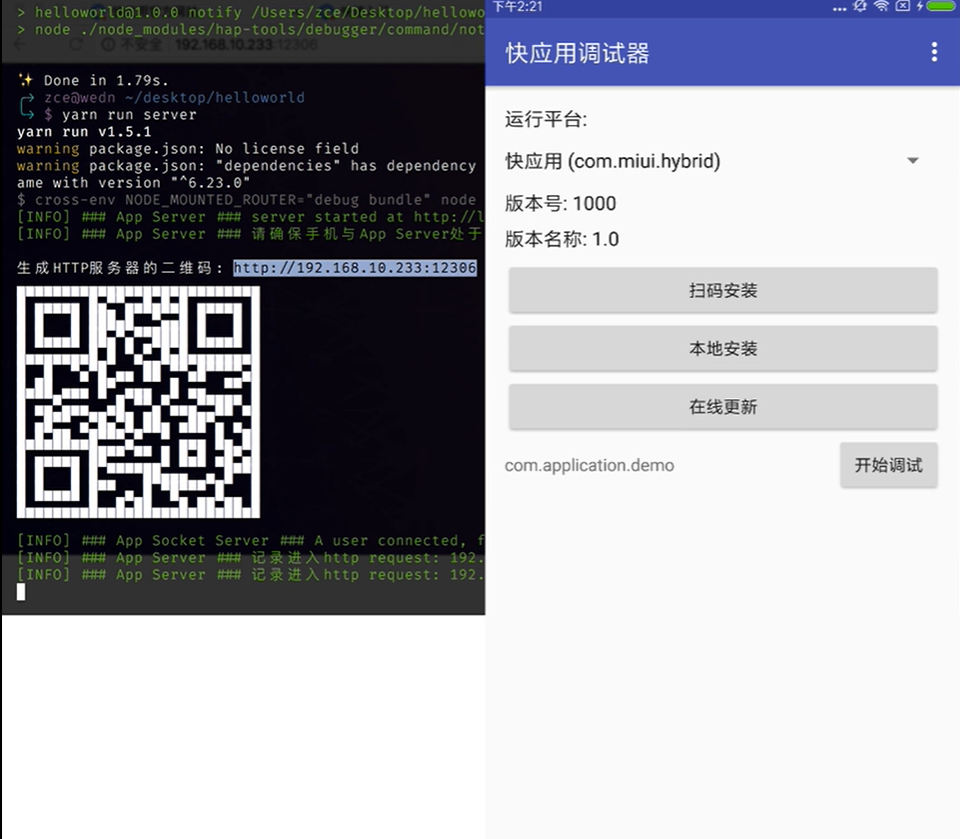 > helloworld@1.0.0 notify /Users/zce/Desktop/hellowo
> node ./node_modules/hap-tools/debugger/command/not
不安全 192.168.10.233:12306
✨ Done in 1.79s.
zce@wedn ~/desktop/helloworld
$ yarn run server
yarn run v1.5.1
warning package.json: No license field
warning package.json: "dependencies" has dependency
ame with version "^6.23.0"
$ cross-env NODE_MOUNTED_ROUTER="debug bundle" node
[INFO] ### App Server ### server started at http://l
[INFO] ### App Server ### 请确保手机与App Server处于
生成HTTP服务器的二维码: http://192.168.10.233:12306
[INFO] ### App Socket Server ### A user connected, f
[INFO] ### App Server ### 记录进入http request: 192.
[INFO] ### App Server ### 记录进入http request: 192.
下午2:21
快应用调试器
运行平台:
快应用 (com.miui.hybrid)
版本号: 1000
版本名称: 1.0
扫码安装
本地安装
在线更新
com.application.demo
开始调试